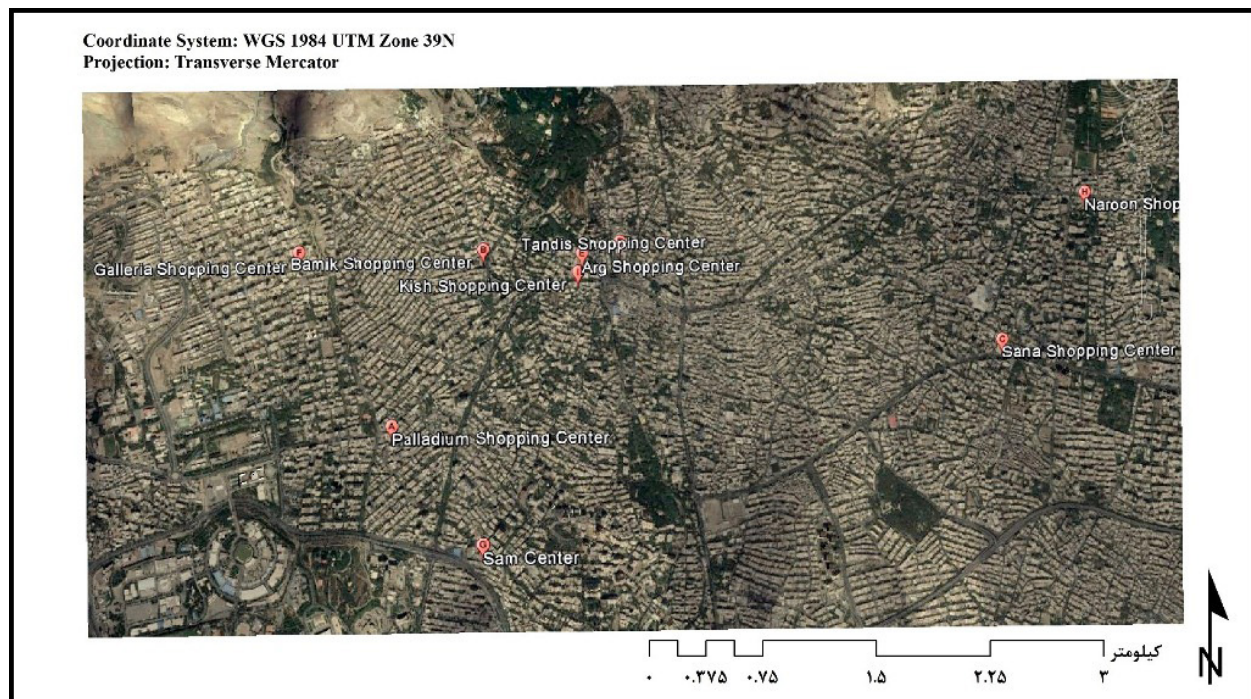 Coordinate System: WGS 1984 UTM Zone 39N
Projection: Transverse Mercator
H
Naroon Shop
Tandis Shopping Center
F
B
E
Galleria Shopping Center
Bamik Shopping Center
Arg Shopping Center
Kish Shopping Center
C
Sana Shopping Center
A
Palladium Shopping Center
G
Sam Center
کیلومتر
۰ ۰.۳۷۵ ۰.۷۵ ۱.۵ ۲.۲۵ ۳
N